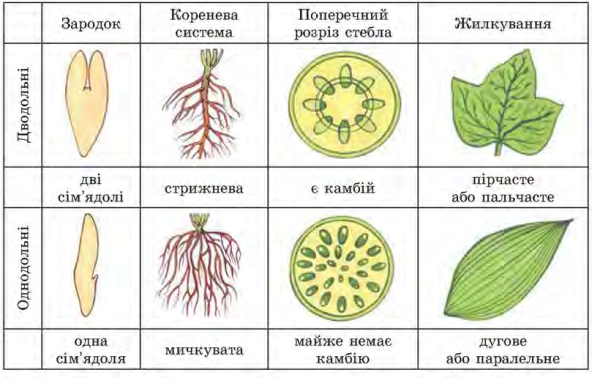 Зародок
Коренева
система
Поперечний
розріз стебла
Жилкування
Дводольні
дві
сім'ядолі
стрижнева
є камбій
пірчасте
або пальчасте
Однодольні
одна
сім'ядоля
мичкувата
майже немає
камбію
дугове
або паралельне